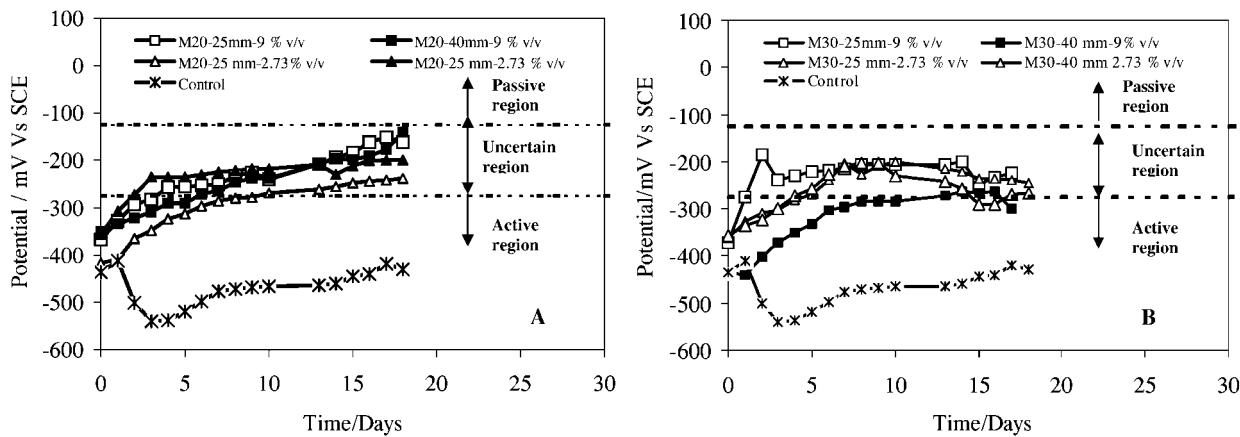 100
0
-100
-200
-300
-400
-500
-600
Potential / mV Vs SCE
M20-25mm-9 % v/v
M20-40mm-9 % v/v
M20-25 mm-2.73% v/v
M20-25 mm-2.73% v/v
Control
Passive
region
Uncertain
region
Active
region
A
0
5
10
15
20
25
30
Time/Days
100
0
-100
-200
-300
-400
-500
-600
Potential/mV Vs SCE
M30-25mm-9 % v/v
M30-40 mm-9% v/v
M30-25 mm-2.73% v/v
M30-40 mm 2.73 % v/v
Control
Passive
region
Uncertain
region
Active
region
B
0
5
10
15
20
25
30
Time/Days